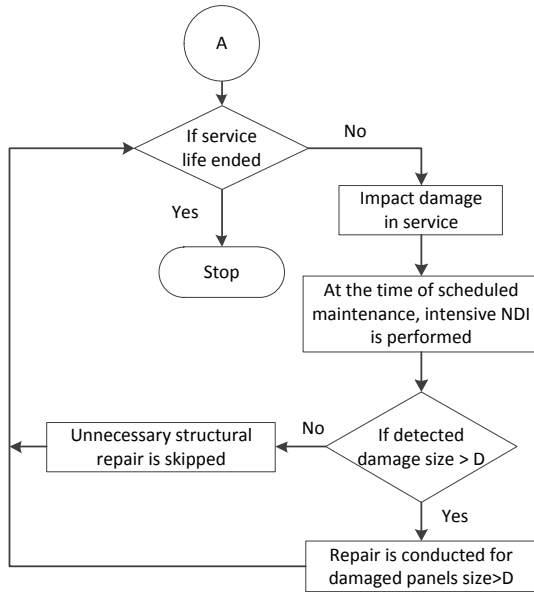 A
If service
life ended
No
Yes
Stop
Impact damage
in service
At the time of scheduled
maintenance, intensive NDI
is performed
If detected
damage size > D
No
Unnecessary structural
repair is skipped
Yes
Repair is conducted for
damaged panels size>D